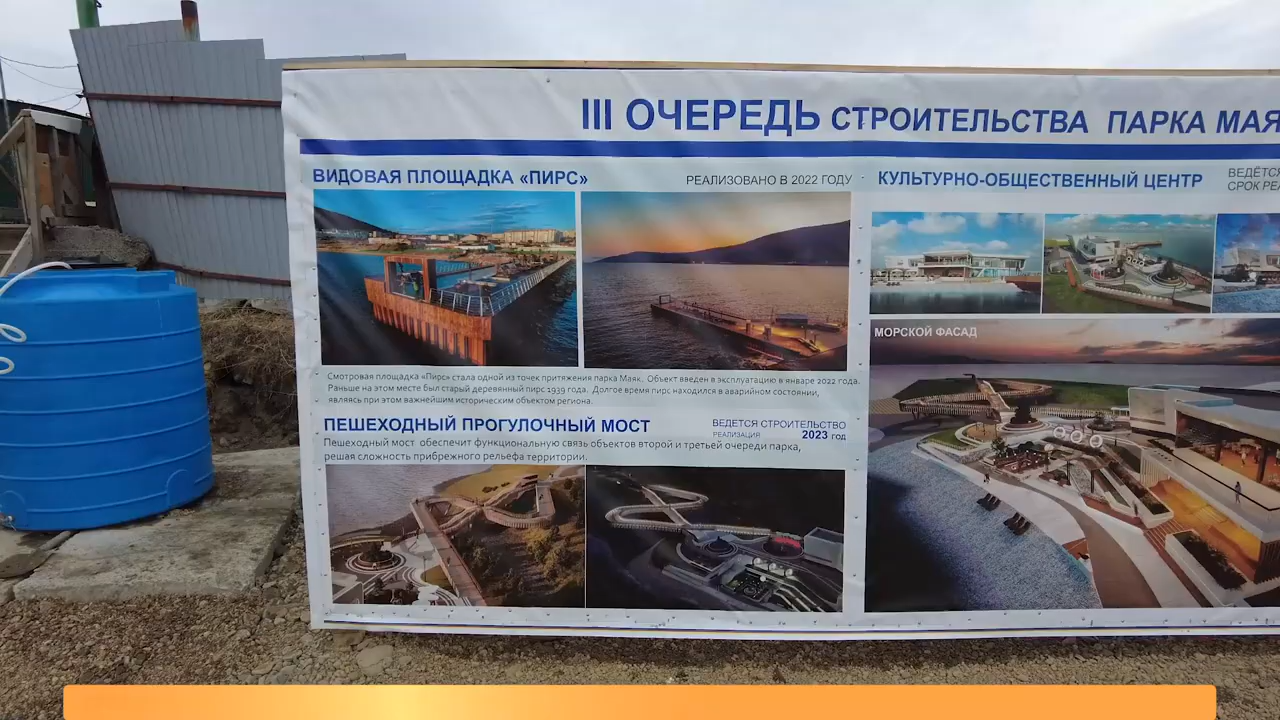 III ОЧЕРЕДЬ СТРОИТЕЛЬСТВА ПАРКА МАЯ
ВИДОВАЯ ПЛОЩАДКА «ПИРС»
РЕАЛИЗОВАНО В 2022 ГОДУ
Смотровая площадка «Пирс» стала одной из точек притяжения парка Маяк. Объект введен в эксплуатацию в январе 2022 года.
Раньше на этом месте был старый деревянный пирс 1939 года. Долгое время пирс находился в аварийном состоянии,
являясь при этом важнейшим историческим объектом региона.
ПЕШЕХОДНЫЙ ПРОГУЛОЧНЫЙ МОСТ
ВЕДЕТСЯ СТРОИТЕЛЬСТВО
РЕАЛИЗАЦИЯ 2023 ГОД
Пешеходный мост обеспечит функциональную связь объектов второй и третьей очереди парка,
решая сложность прибрежного рельефа территории.
КУЛЬТУРНО-ОБЩЕСТВЕННЫЙ ЦЕНТР
ВЕДЁТС
СРОК РЕ
МОРСКОЙ ФАСАД